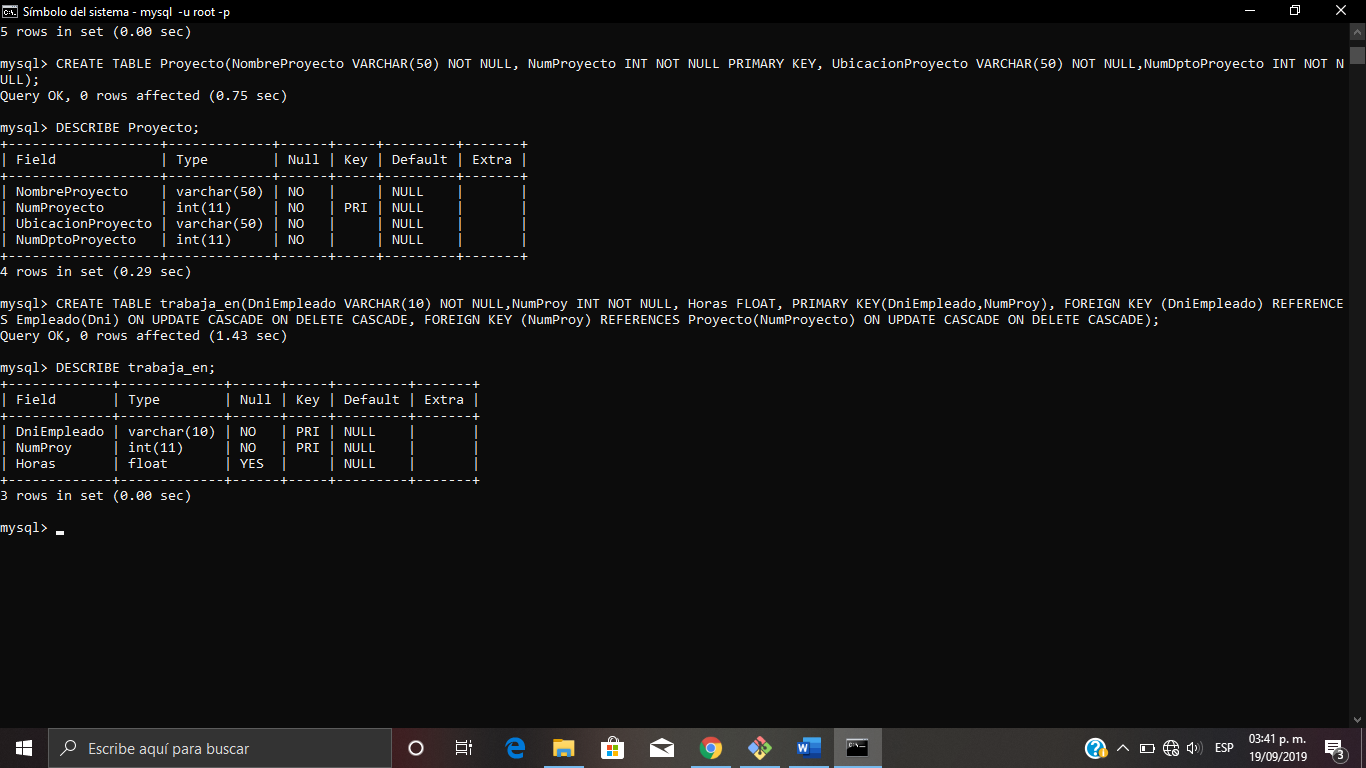 Símbolo del sistema - mysql  -u root -p
5 rows in set (0.00 sec)
mysql> CREATE TABLE Proyecto(NombreProyecto VARCHAR(50) NOT NULL, NumProyecto INT NOT NULL PRIMARY KEY, UbicacionProyecto VARCHAR(50) NOT NULL,NumDptoProyecto INT NOT N
ULL);
Query OK, 0 rows affected (0.75 sec)
mysql> DESCRIBE Proyecto;
+-------------------+-------------+------+-----+---------+-------+
| Field             | Type        | Null | Key | Default | Extra |
+-------------------+-------------+------+-----+---------+-------+
| NombreProyecto    | varchar(50) | NO   |     | NULL    |       |
| NumProyecto       | int(11)     | NO   | PRI | NULL    |       |
| UbicacionProyecto | varchar(50) | NO   |     | NULL    |       |
| NumDptoProyecto   | int(11)     | NO   |     | NULL    |       |
+-------------------+-------------+------+-----+---------+-------+
4 rows in set (0.29 sec)
mysql> CREATE TABLE trabaja_en(DniEmpleado VARCHAR(10) NOT NULL,NumProy INT NOT NULL, Horas FLOAT, PRIMARY KEY(DniEmpleado,NumProy), FOREIGN KEY (DniEmpleado) REFERENCE
S Empleado(Dni) ON UPDATE CASCADE ON DELETE CASCADE, FOREIGN KEY (NumProy) REFERENCES Proyecto(NumProyecto) ON UPDATE CASCADE ON DELETE CASCADE);
Query OK, 0 rows affected (1.43 sec)
mysql> DESCRIBE trabaja_en;
+-------------+-------------+------+-----+---------+-------+
| Field       | Type        | Null | Key | Default | Extra |
+-------------+-------------+------+-----+---------+-------+
| DniEmpleado | varchar(10) | NO   | PRI | NULL    |       |
| NumProy     | int(11)     | NO   | PRI | NULL    |       |
| Horas       | float       | YES  |     | NULL    |       |
+-------------+-------------+------+-----+---------+-------+
3 rows in set (0.00 sec)
mysql> _
Escribe aquí para buscar
ESP
03:41 p. m.
19/09/2019
3